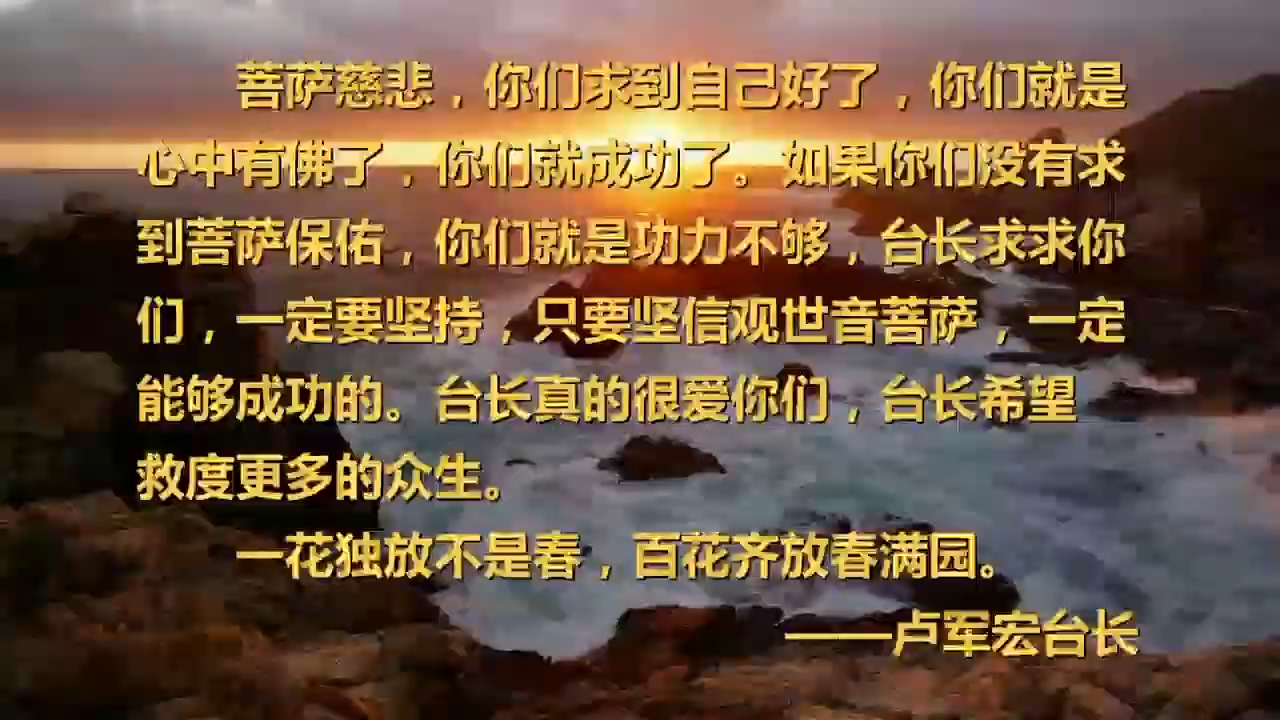 菩萨慈悲，你们求到自己好了，你们就是
心中有佛了，你们就成功了。如果你们没有求
到菩萨保佑，你们就是功力不够，台长求求你
们，一定要坚持，只要坚信观世音菩萨，一定
能够成功的。台长真的很爱你们，台长希望
救度更多的众生。
一花独放不是春，百花齐放春满园。
——卢军宏台长